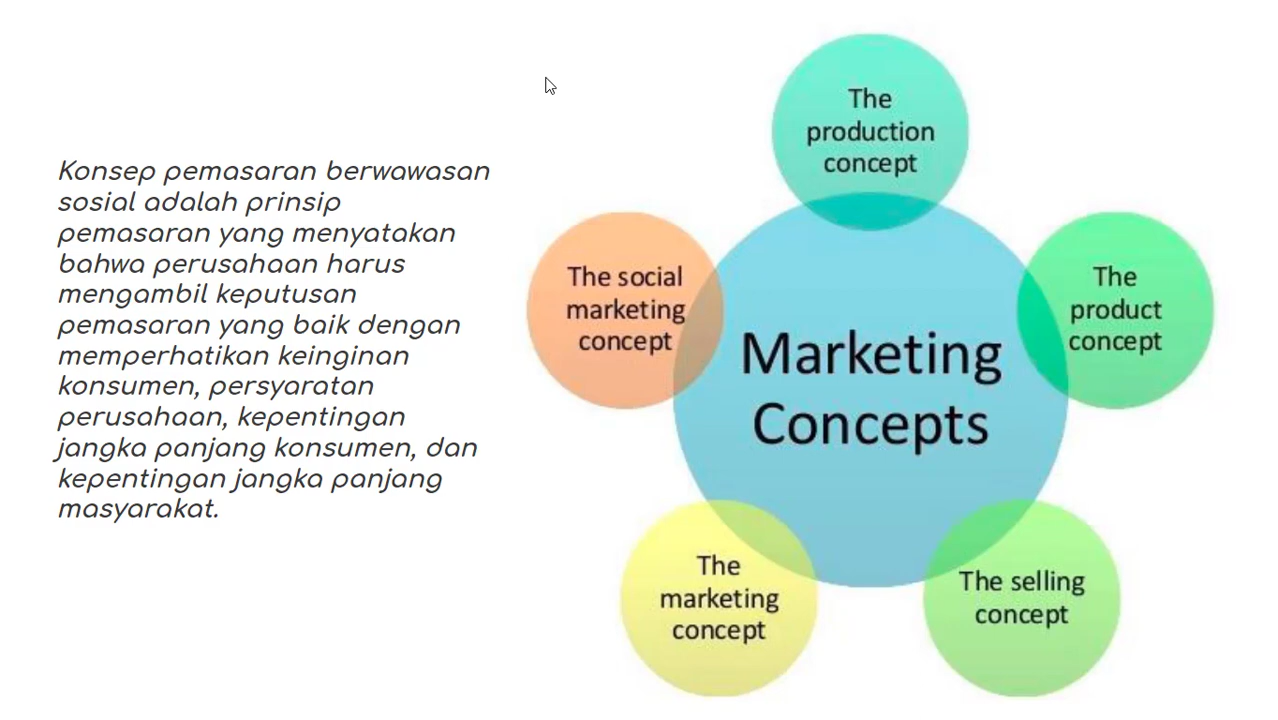 Konsep pemasaran berwawasan
sosial adalah prinsip
pemasaran yang menyatakan
bahwa perusahaan harus
mengambil keputusan
pemasaran yang baik dengan
memperhatikan keinginan
konsumen, persyaratan
perusahaan, kepentingan
jangka panjang konsumen, dan
kepentingan jangka panjang
masyarakat.
The
production
concept
The social
marketing
concept
The
product
concept
Marketing
Concepts
The
marketing
concept
The selling
concept